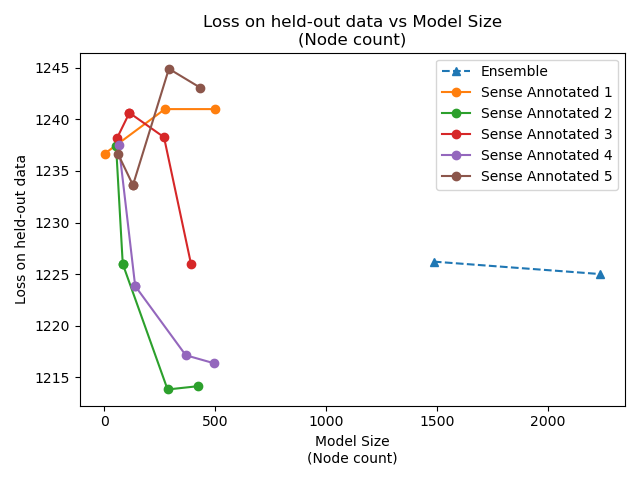 Loss on held-out data vs Model Size
(Node count)
Loss on held-out data
1245
1240
1235
1230
1225
1220
1215
Ensemble
Sense Annotated 1
Sense Annotated 2
Sense Annotated 3
Sense Annotated 4
Sense Annotated 5
0
500
1000
1500
2000
Model Size
(Node count)